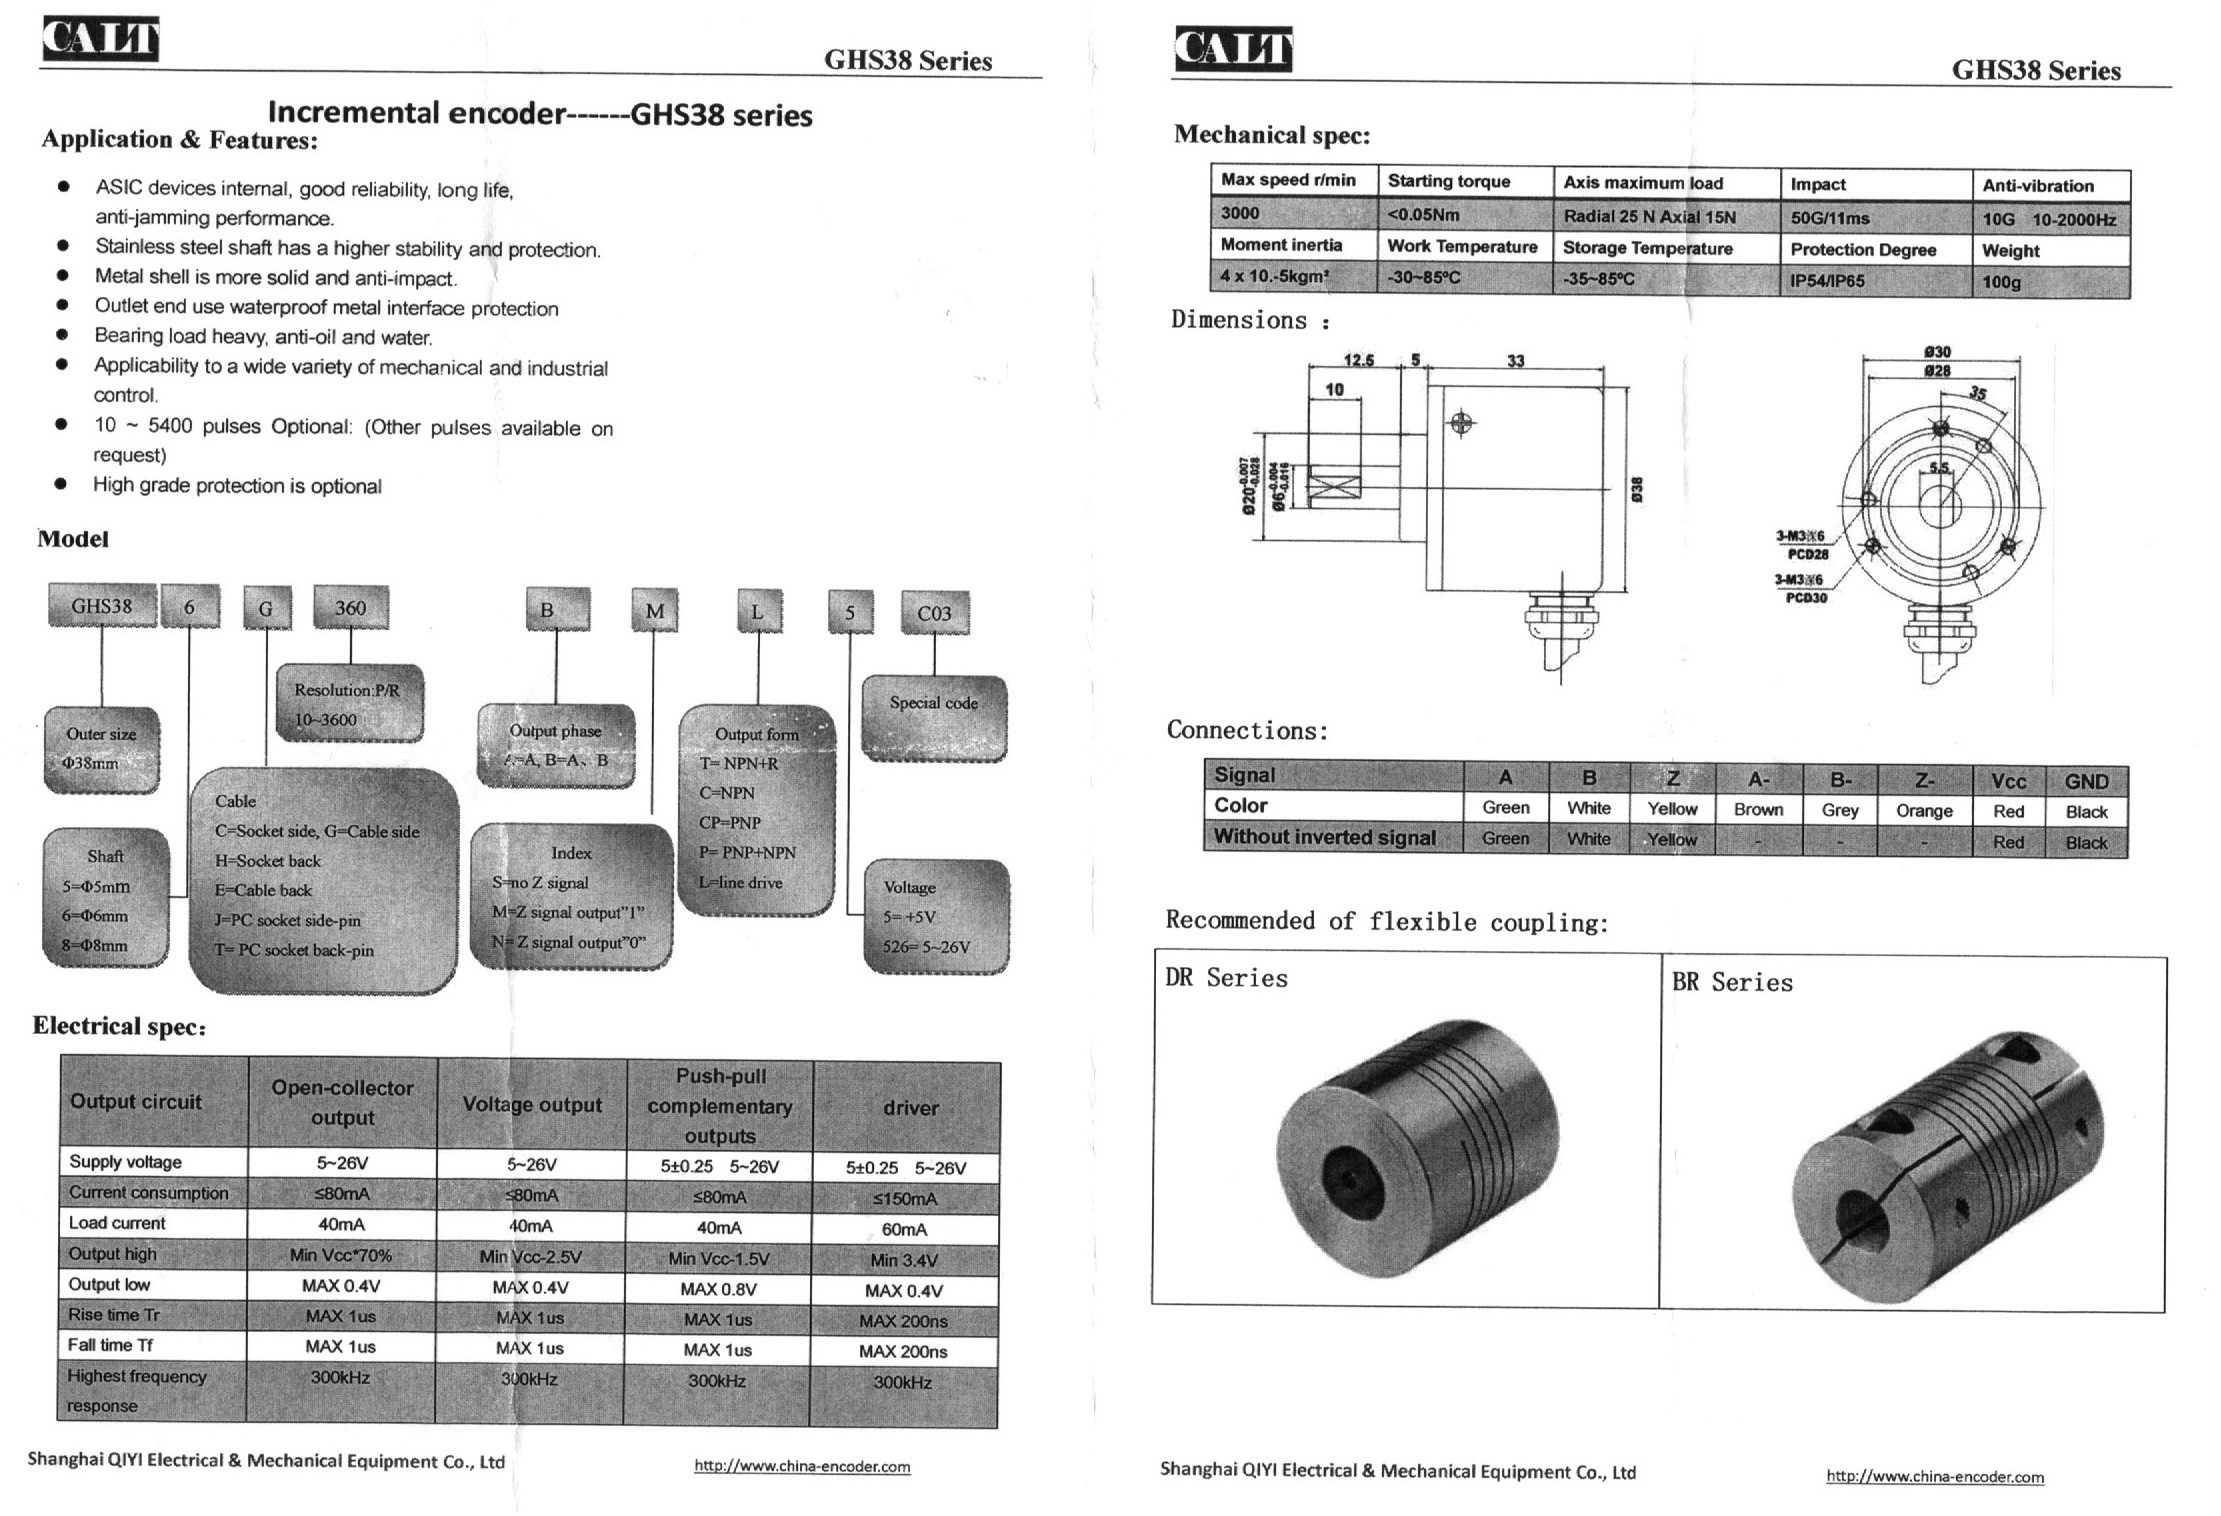 CALT
GHS38 Series
Incremental encoder------GHS38 series
Application & Features:
● ASIC devices internal, good reliability, long life,
anti-jamming performance.
● Stainless steel shaft has a higher stability and protection.
● Metal shell is more solid and anti-impact.
● Outlet end use waterproof metal interface protection
● Bearing load heavy, anti-oil and water.
● Applicability to a wide variety of mechanical and industrial
control.
● 10 ~ 5400 pulses Optional: (Other pulses available on
request)
● High grade protection is optional
Model
GHS38 6 G 360 B M L 5 C03
Outer size
Φ38mm
Shaft
5=Φ5mm
6=Φ6mm
8=Φ8mm
Cable
C=Socket side, G=Cable side
H=Socket back
E=Cable back
J=PC socket side-pin
T= PC socket back-pin
Resolution:P/R
10~3600
Output phase
A=A, B=A、B
Index
S=no Z signal
M=Z signal output"1"
N= Z signal output"0"
Output form
T= NPN+R
C=NPN
CP=PNP
P= PNP+NPN
L=line drive
Special code
Voltage
5= +5V
526= 5~26V
Electrical spec:
Output circuit Open-collector output Voltage output Push-pull complementary outputs driver
Supply voltage 5~26V 5~26V 5±0.25 5~26V 5±0.25 5~26V
Current consumption ≤80mA ≤80mA ≤80mA ≤150mA
Load current 40mA 40mA 40mA 60mA
Output high Min Vcc*70% Min Vcc-2.5V Min Vcc-1.5V Min 3.4V
Output low MAX 0.4V MAX 0.4V MAX 0.8V MAX 0.4V
Rise time Tr MAX 1us MAX 1us MAX 1us MAX 200ns
Fall time Tf MAX 1us MAX 1us MAX 1us MAX 200ns
Highest frequency response 300kHz 300kHz 300kHz 300kHz
Shanghai QIYI Electrical & Mechanical Equipment Co., Ltd
http://www.china-encoder.com
CALT
GHS38 Series
Mechanical spec:
Max speed r/min Starting torque Axis maximum load Impact Anti-vibration
3000 <0.05Nm Radial 25 N Axial 15N 50G/11ms 10G 10-2000Hz
Moment inertia Work Temperature Storage Temperature Protection Degree Weight
4 x 10.-5kgm² -30~85ºC -35~85ºC IP54/IP65 100g
Dimensions :
12.5 5 33
10
Ø20-0.007 -0.028
Ø6-0.004 -0.016
Ø38
Ø30
Ø28
35
5.5
3-M3深6
PCD28
3-M3深6
PCD30
Connections:
Signal A B Z A- B- Z- Vcc GND
Color Green White Yellow Brown Grey Orange Red Black
Without inverted signal Green White Yellow - - - Red Black
Recommended of flexible coupling:
DR Series
BR Series
Shanghai QIYI Electrical & Mechanical Equipment Co., Ltd
http://www.china-encoder.com